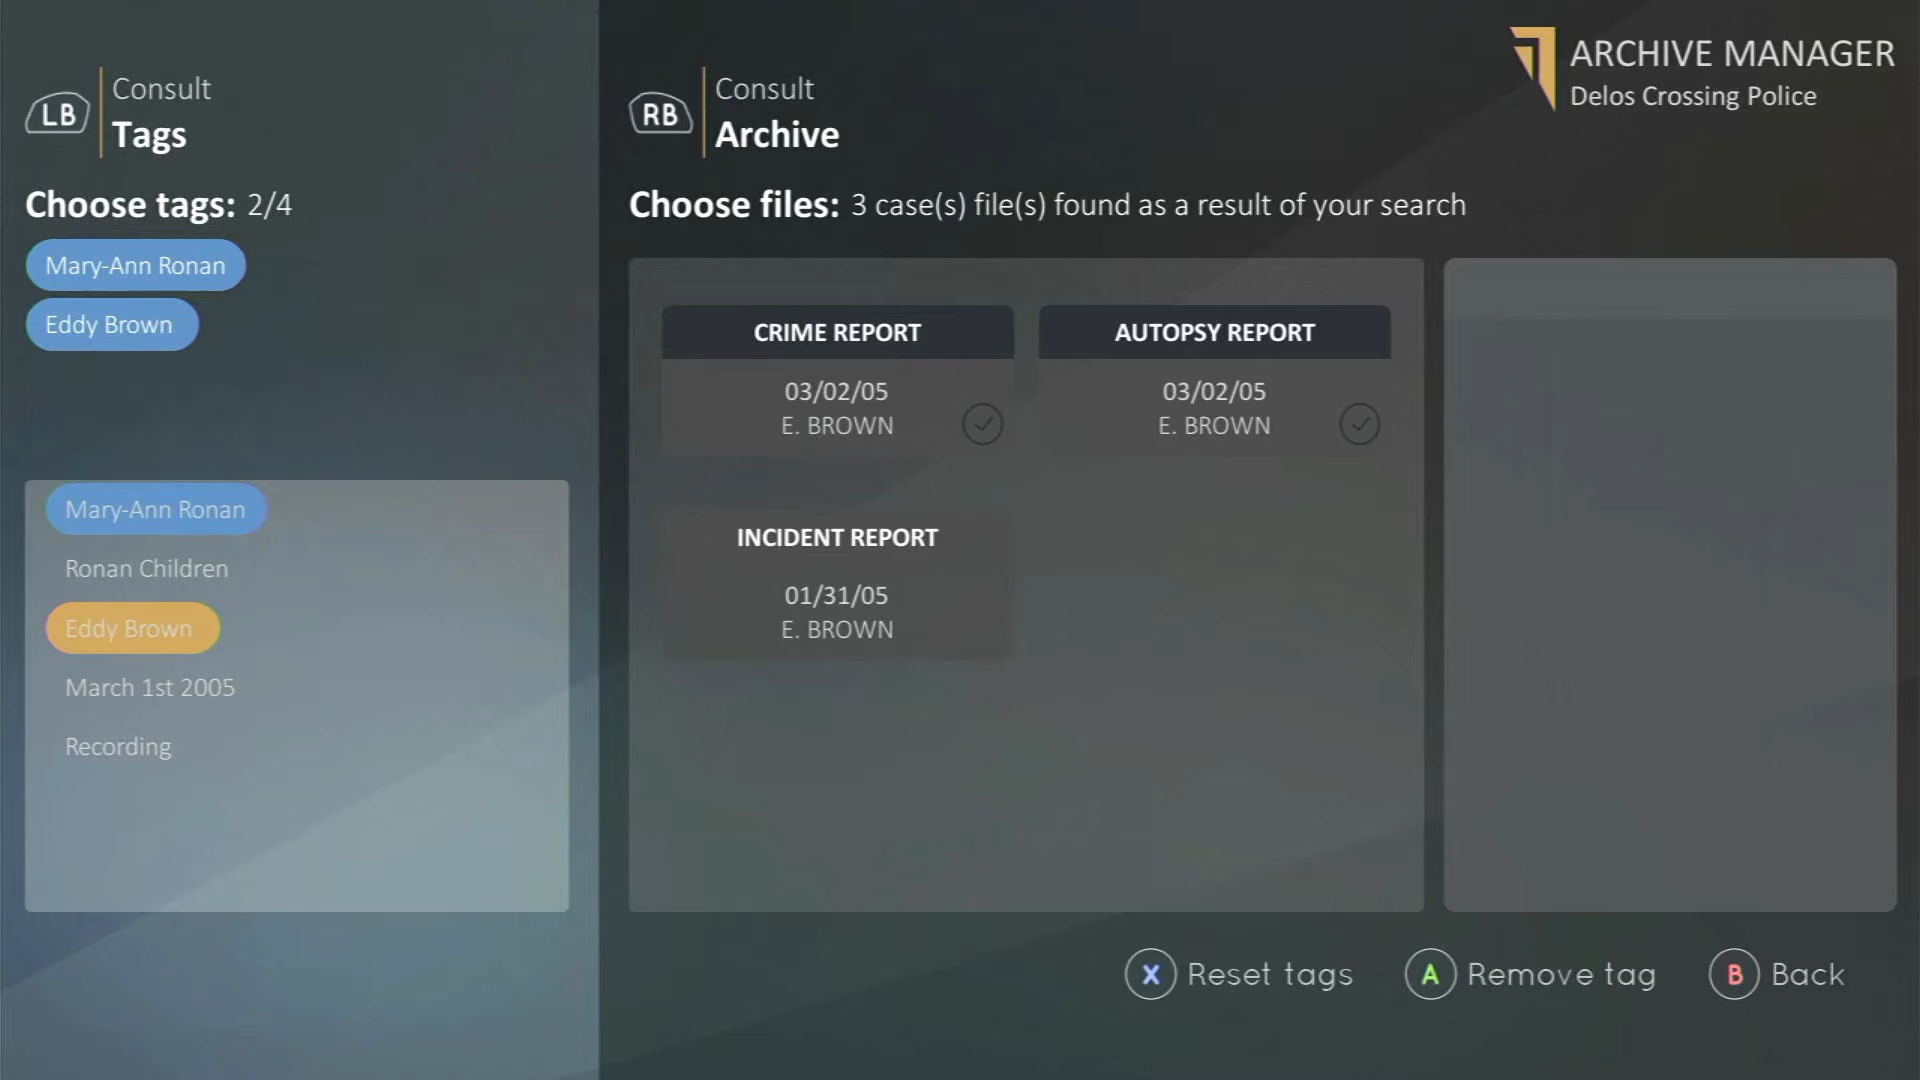 LB
Consult
Tags
Choose tags: 2/4
Mary-Ann Ronan
Eddy Brown
Mary-Ann Ronan
Ronan Children
Eddy Brown
March 1st 2005
Recording
RB
Consult
Archive
ARCHIVE MANAGER
Delos Crossing Police
Choose files: 3 case(s) file(s) found as a result of your search
CRIME REPORT
03/02/05
E. BROWN
AUTOPSY REPORT
03/02/05
E. BROWN
INCIDENT REPORT
01/31/05
E. BROWN
X Reset tags
A Remove tag
B Back